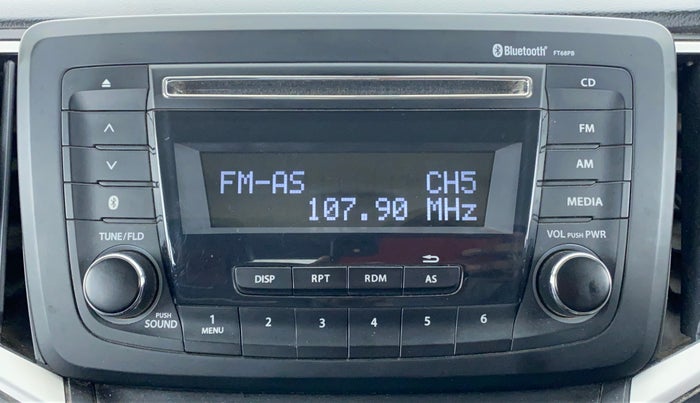 Bluetooth® FT68PB
CD
FM
AM
MEDIA
FM-AS CH5
107.90 MHz
TUNE/FLD
VOL PUSH PWR
DISP RPT RDM AS
PUSH
SOUND
1 2 3 4 5 6
MENU